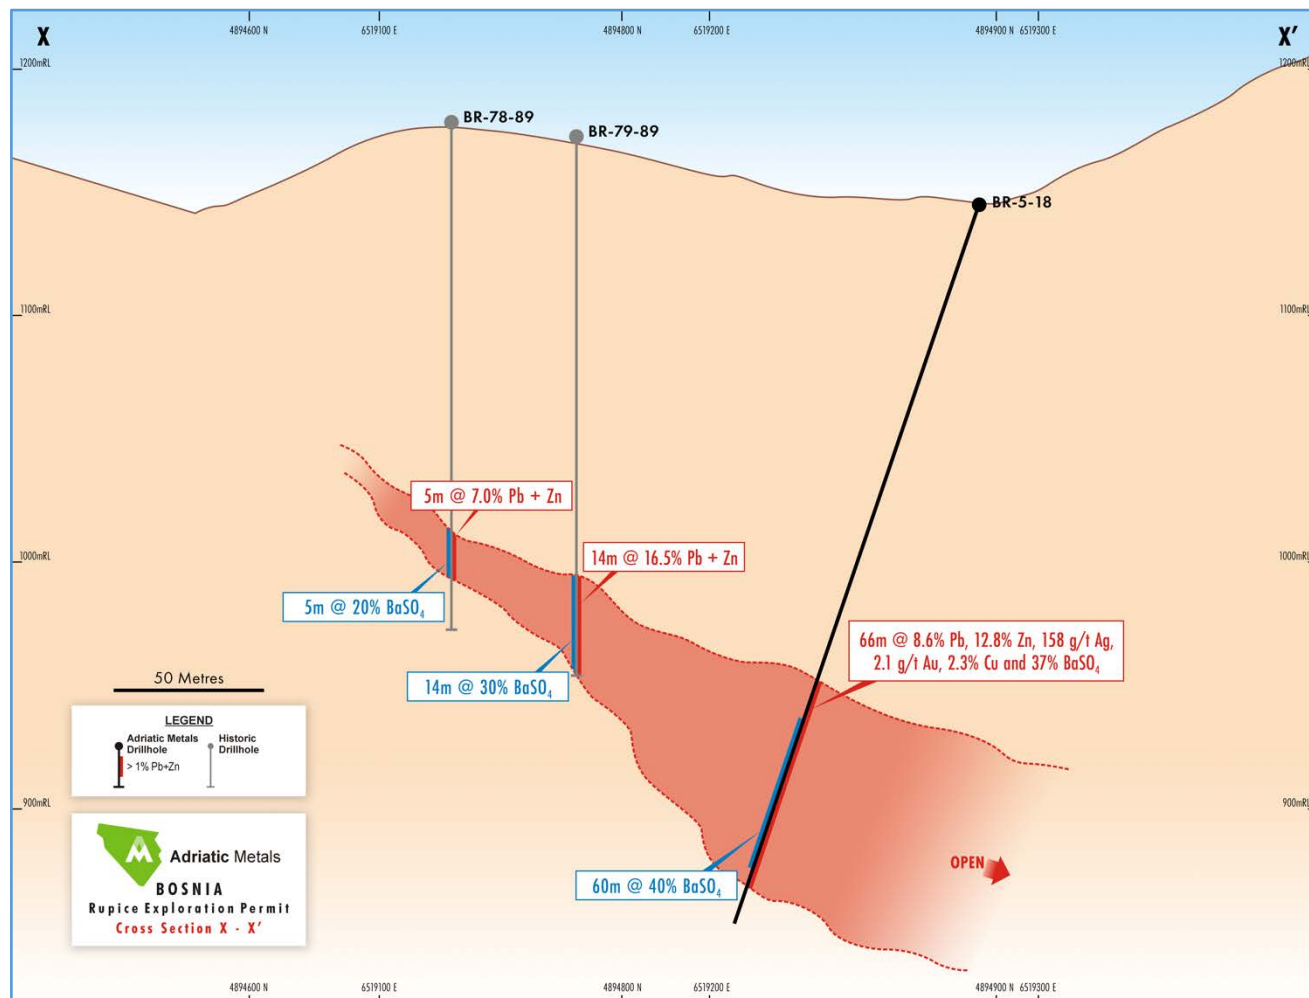 X
4894600 N
6519100 E
4894800 N
6519200 E
4894900 N
6519300 E
X'
1200mRL
1200mRL
BR-78-89
BR-79-89
BR-5-18
1100mRL
1100mRL
5m @ 7.0% Pb + Zn
14m @ 16.5% Pb + Zn
1000mRL
1000mRL
5m @ 20% BaSO₄
66m @ 8.6% Pb, 12.8% Zn, 158 g/t Ag,
2.1 g/t Au, 2.3% Cu and 37% BaSO₄
14m @ 30% BaSO₄
50 Metres
LEGEND
Adriatic Metals
Drillhole
Historic
Drillhole
> 1% Pb+Zn
900mRL
900mRL
Adriatic Metals
BOSNIA
Rupice Exploration Permit
Cross Section X - X'
OPEN
60m @ 40% BaSO₄
4894600 N
6519100 E
4894800 N
6519200 E
4894900 N
6519300 E